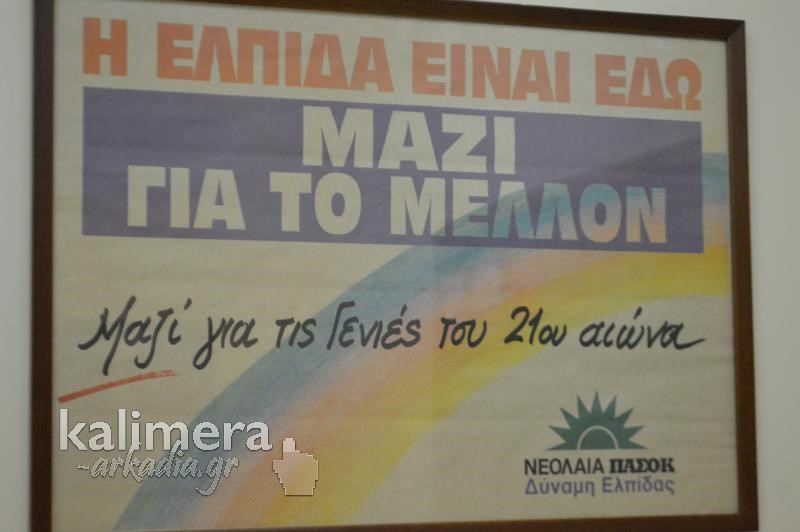 Η ΕΛΠΙΔΑ ΕΙΝΑΙ ΕΔΩ
ΜΑΖΙ
ΓΙΑ ΤΟ ΜΕΛΛΟΝ
Μαζί για τις Γενιές του 21ου αιώνα
ΝΕΟΛΑΙΑ ΠΑΣΟΚ
Δύναμη Ελπίδας
kalimera
-arkadia.gr